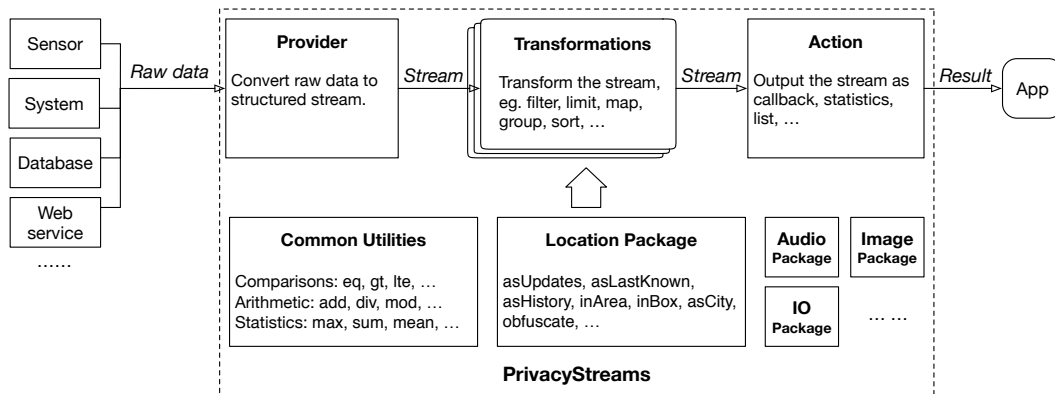 Sensor
System
Database
Web
service
……
Raw data
Provider
Convert raw data to
structured stream.
Stream
Transformations
Transform the stream,
eg. filter, limit, map,
group, sort, …
Stream
Action
Output the stream as
callback, statistics,
list, …
Result
App
Common Utilities
Comparisons: eq, gt, lte, …
Arithmetic: add, div, mod, …
Statistics: max, sum, mean, …
Location Package
asUpdates, asLastKnown,
asHistory, inArea, inBox, asCity,
obfuscate, …
Audio
Package
Image
Package
IO
Package
… …
PrivacyStreams